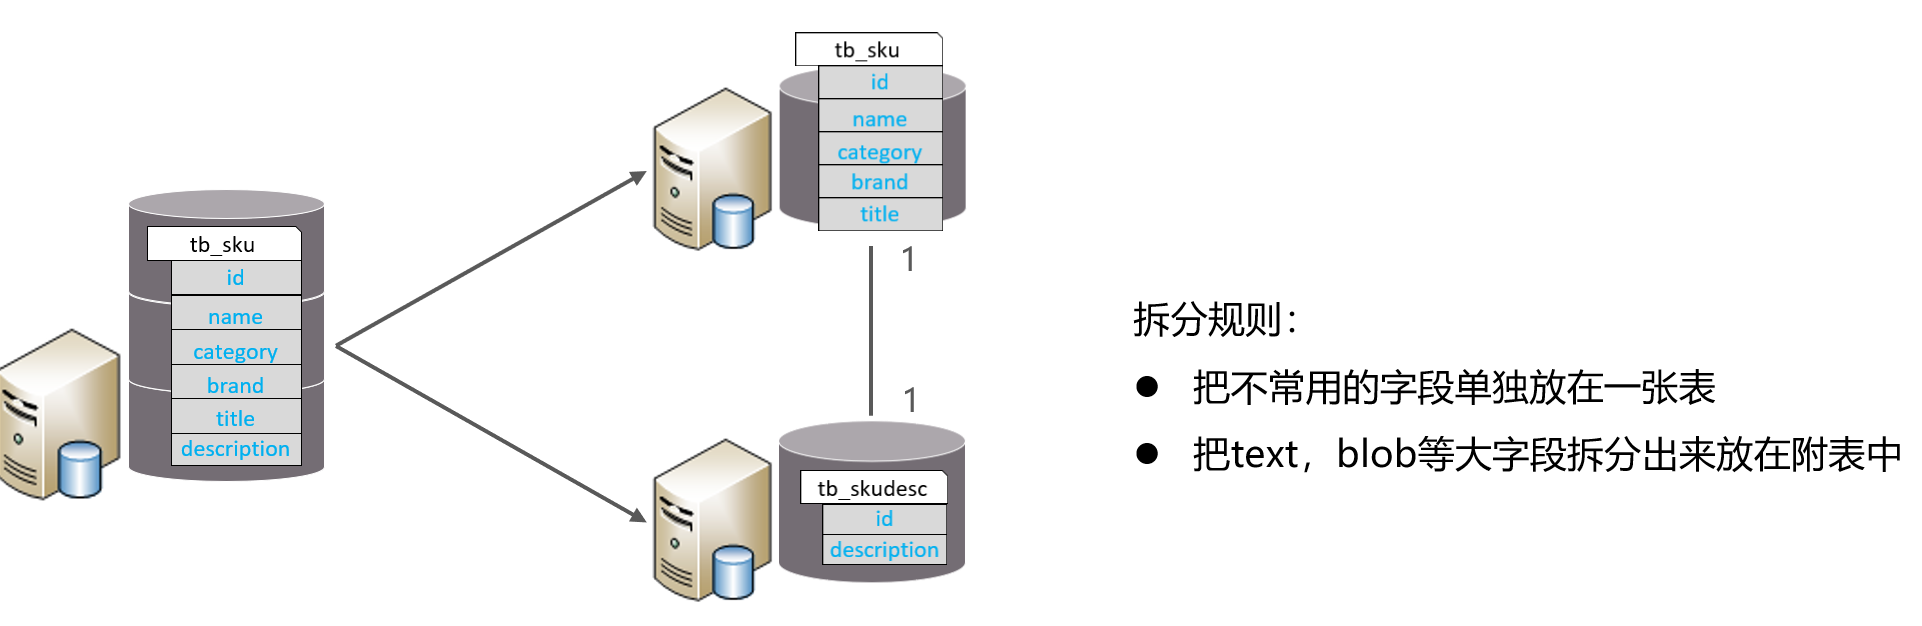 tb_sku
id
name
category
brand
title
description
tb_sku
id
name
category
brand
title
1
1
tb_skudesc
id
description
拆分规则：
● 把不常用的字段单独放在一张表
● 把text，blob等大字段拆分出来放在附表中